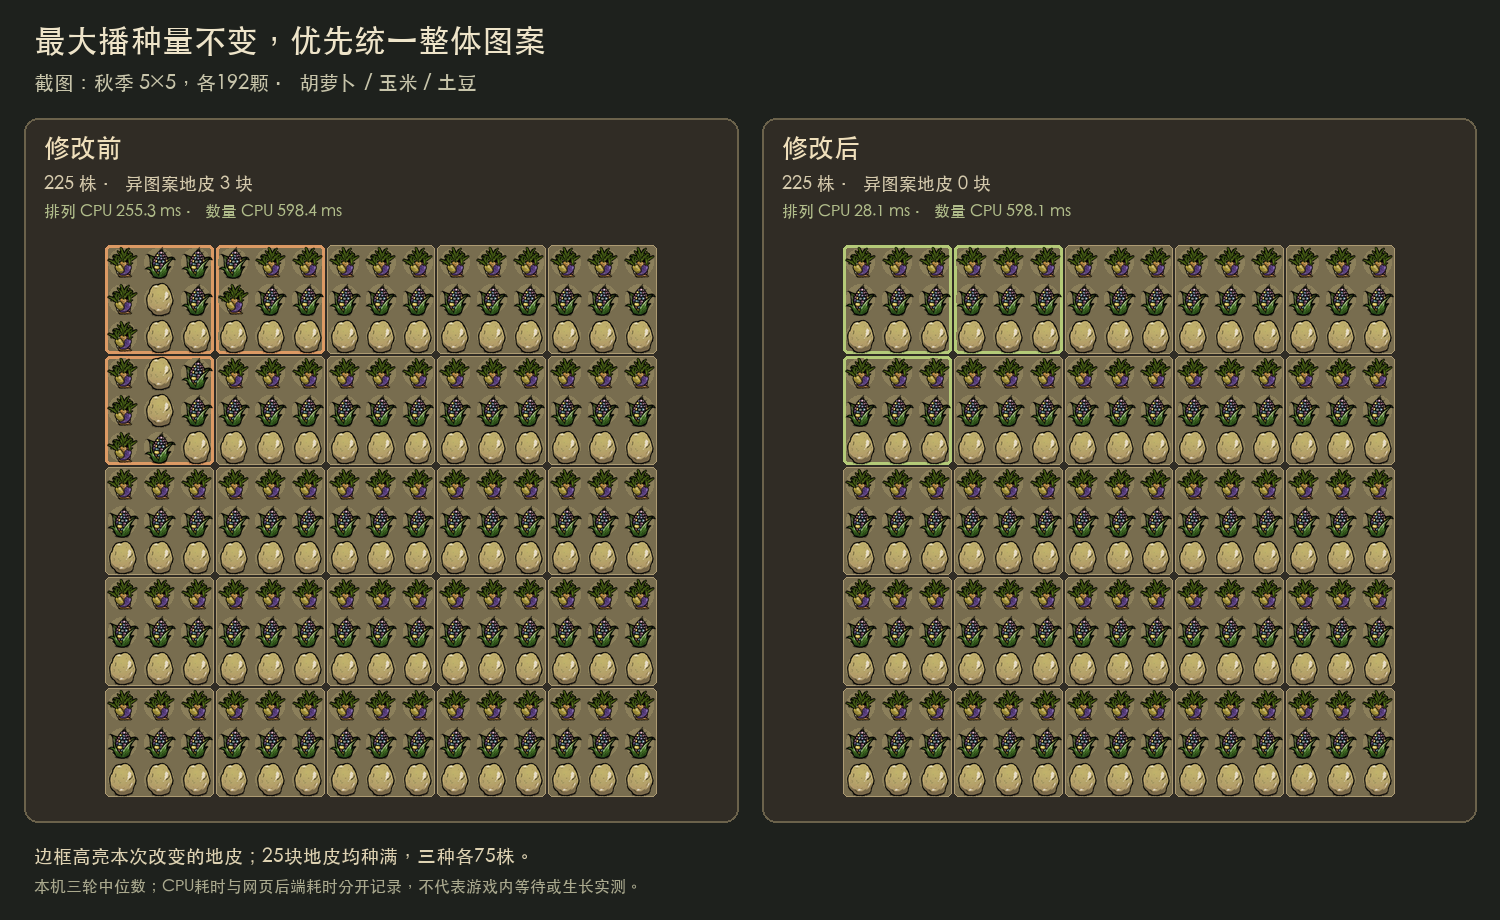 最大播种量不变，优先统一整体图案
截图：秋季 5×5，各192颗 · 胡萝卜 / 玉米 / 土豆
修改前
225 株 · 异图案地皮 3 块
排列 CPU 255.3 ms · 数量 CPU 598.4 ms
修改后
225 株 · 异图案地皮 0 块
排列 CPU 28.1 ms · 数量 CPU 598.1 ms
边框高亮本次改变的地皮；25块地皮均种满，三种各75株。
本机三轮中位数；CPU耗时与网页后端耗时分开记录，不代表游戏内等待或生长实测。